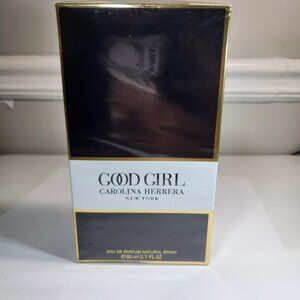 GOOD GIRL
CAROLINA HERRERA
NEW YORK
EAU DE PARFUM NATURAL SPRAY
℮80 ml 2.7 FL OZ